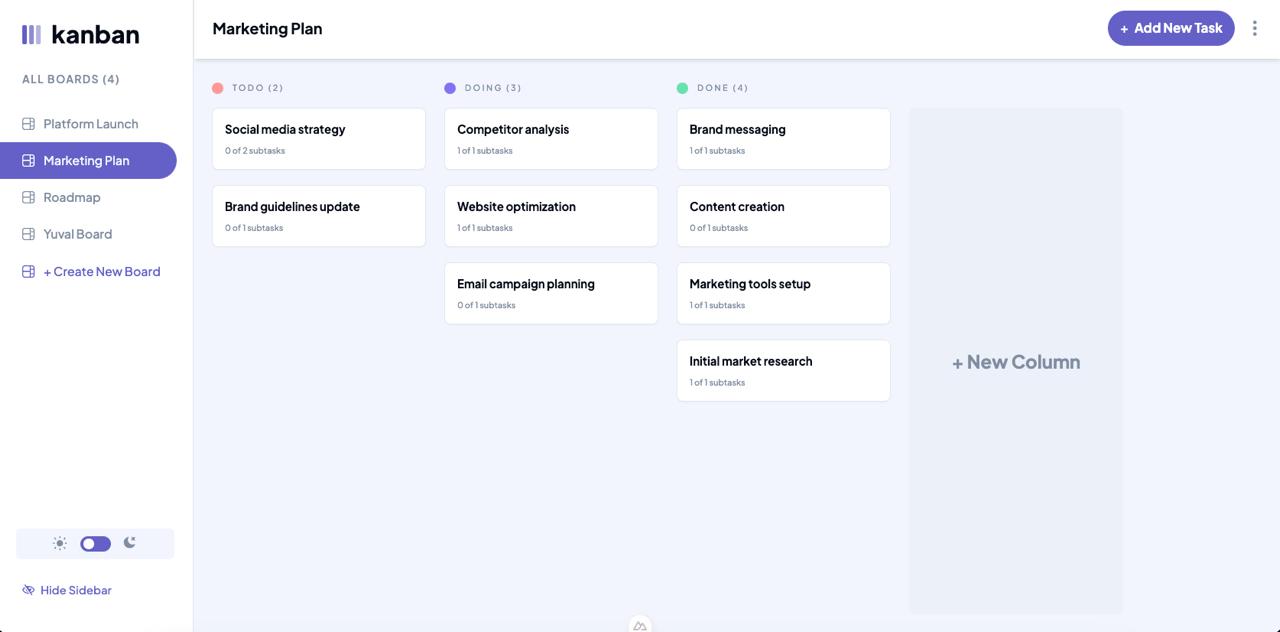 kanban
ALL BOARDS (4)
Platform Launch
Marketing Plan
Roadmap
Yuval Board
+ Create New Board
Hide Sidebar
Marketing Plan
+ Add New Task
TODO (2)
Social media strategy
0 of 2 subtasks
Brand guidelines update
0 of 1 subtasks
DOING (3)
Competitor analysis
1 of 1 subtasks
Website optimization
1 of 1 subtasks
Email campaign planning
0 of 1 subtasks
DONE (4)
Brand messaging
1 of 1 subtasks
Content creation
0 of 1 subtasks
Marketing tools setup
1 of 1 subtasks
Initial market research
1 of 1 subtasks
+ New Column